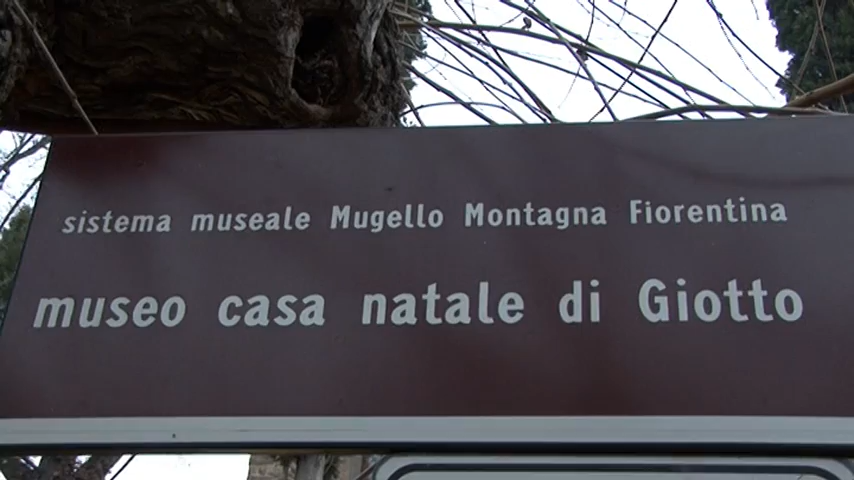 sistema museale Mugello Montagna Fiorentina
museo casa natale di Giotto